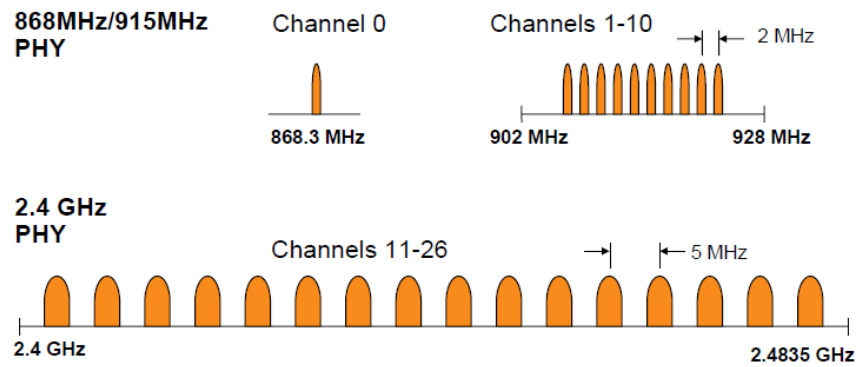 868MHz/915MHz
PHY
Channel 0
Channels 1-10
2 MHz
868.3 MHz
902 MHz
928 MHz
2.4 GHz
PHY
Channels 11-26
5 MHz
2.4 GHz
2.4835 GHz